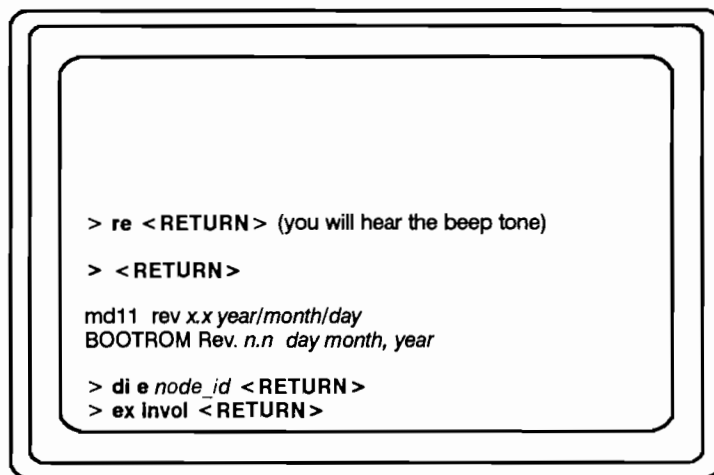 > re <RETURN> (you will hear the beep tone)
> <RETURN>
md11 rev x.x year/month/day
BOOTROM Rev. n.n day month, year
> di e node_id <RETURN>
> ex invol <RETURN>